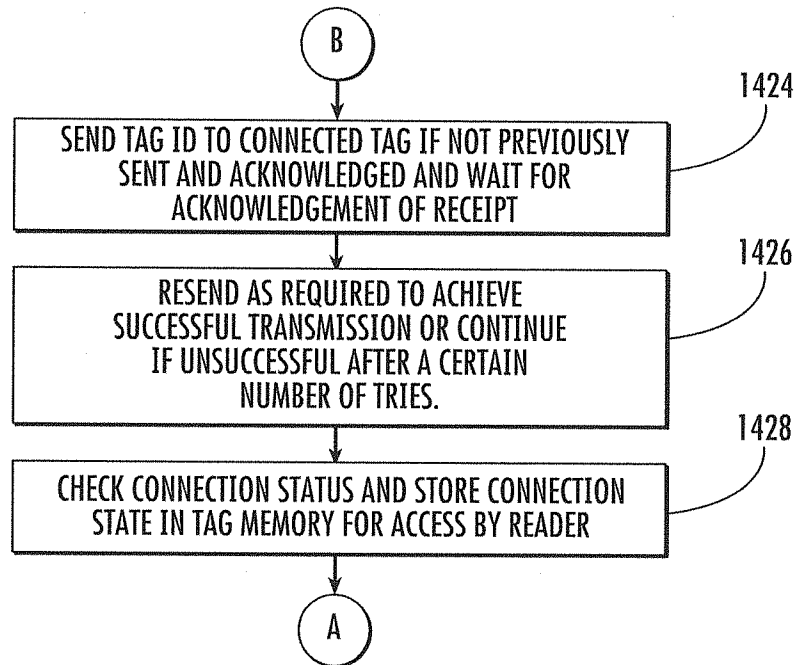 B
1424
SEND TAG ID TO CONNECTED TAG IF NOT PREVIOUSLY
SENT AND ACKNOWLEDGED AND WAIT FOR
ACKNOWLEDGEMENT OF RECEIPT
1426
RESEND AS REQUIRED TO ACHIEVE
SUCCESSFUL TRANSMISSION OR CONTINUE
IF UNSUCCESSFUL AFTER A CERTAIN
NUMBER OF TRIES.
1428
CHECK CONNECTION STATUS AND STORE CONNECTION
STATE IN TAG MEMORY FOR ACCESS BY READER
A